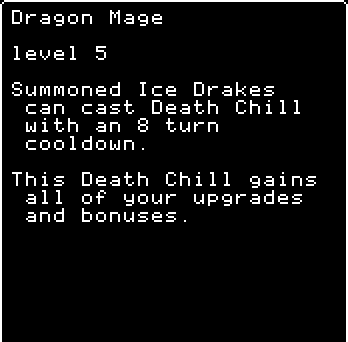 Dragon Mage
level 5
Summoned Ice Drakes
can cast Death Chill
with an 8 turn
cooldown.
This Death Chill gains
all of your upgrades
and bonuses.